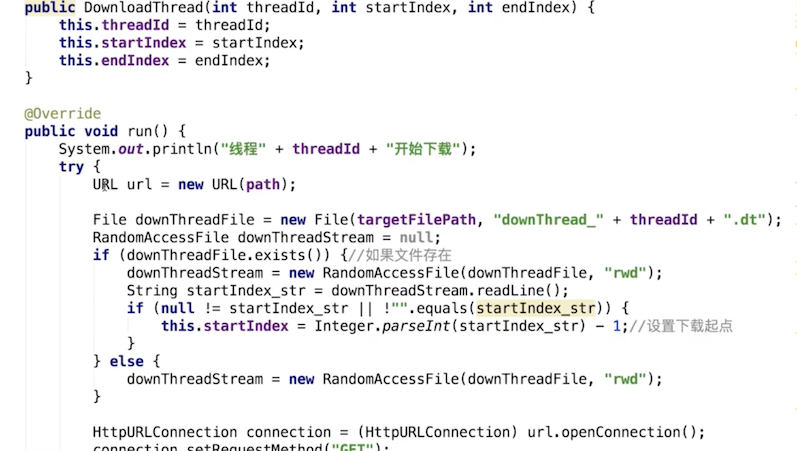 public DownloadThread(int threadId, int startIndex, int endIndex) {
    this.threadId = threadId;
    this.startIndex = startIndex;
    this.endIndex = endIndex;
}
@Override
public void run() {
    System.out.println("线程" + threadId + "开始下载");
    try {
        URL url = new URL(path);
        File downThreadFile = new File(targetFilePath, "downThread_" + threadId + ".dt");
        RandomAccessFile downThreadStream = null;
        if (downThreadFile.exists()) {//如果文件存在
            downThreadStream = new RandomAccessFile(downThreadFile, "rwd");
            String startIndex_str = downThreadStream.readLine();
            if (null != startIndex_str || !"".equals(startIndex_str)) {
                this.startIndex = Integer.parseInt(startIndex_str) - 1;//设置下载起点
            }
        } else {
            downThreadStream = new RandomAccessFile(downThreadFile, "rwd");
        }
        HttpURLConnection connection = (HttpURLConnection) url.openConnection();
        connection.setRequestMethod("GET");